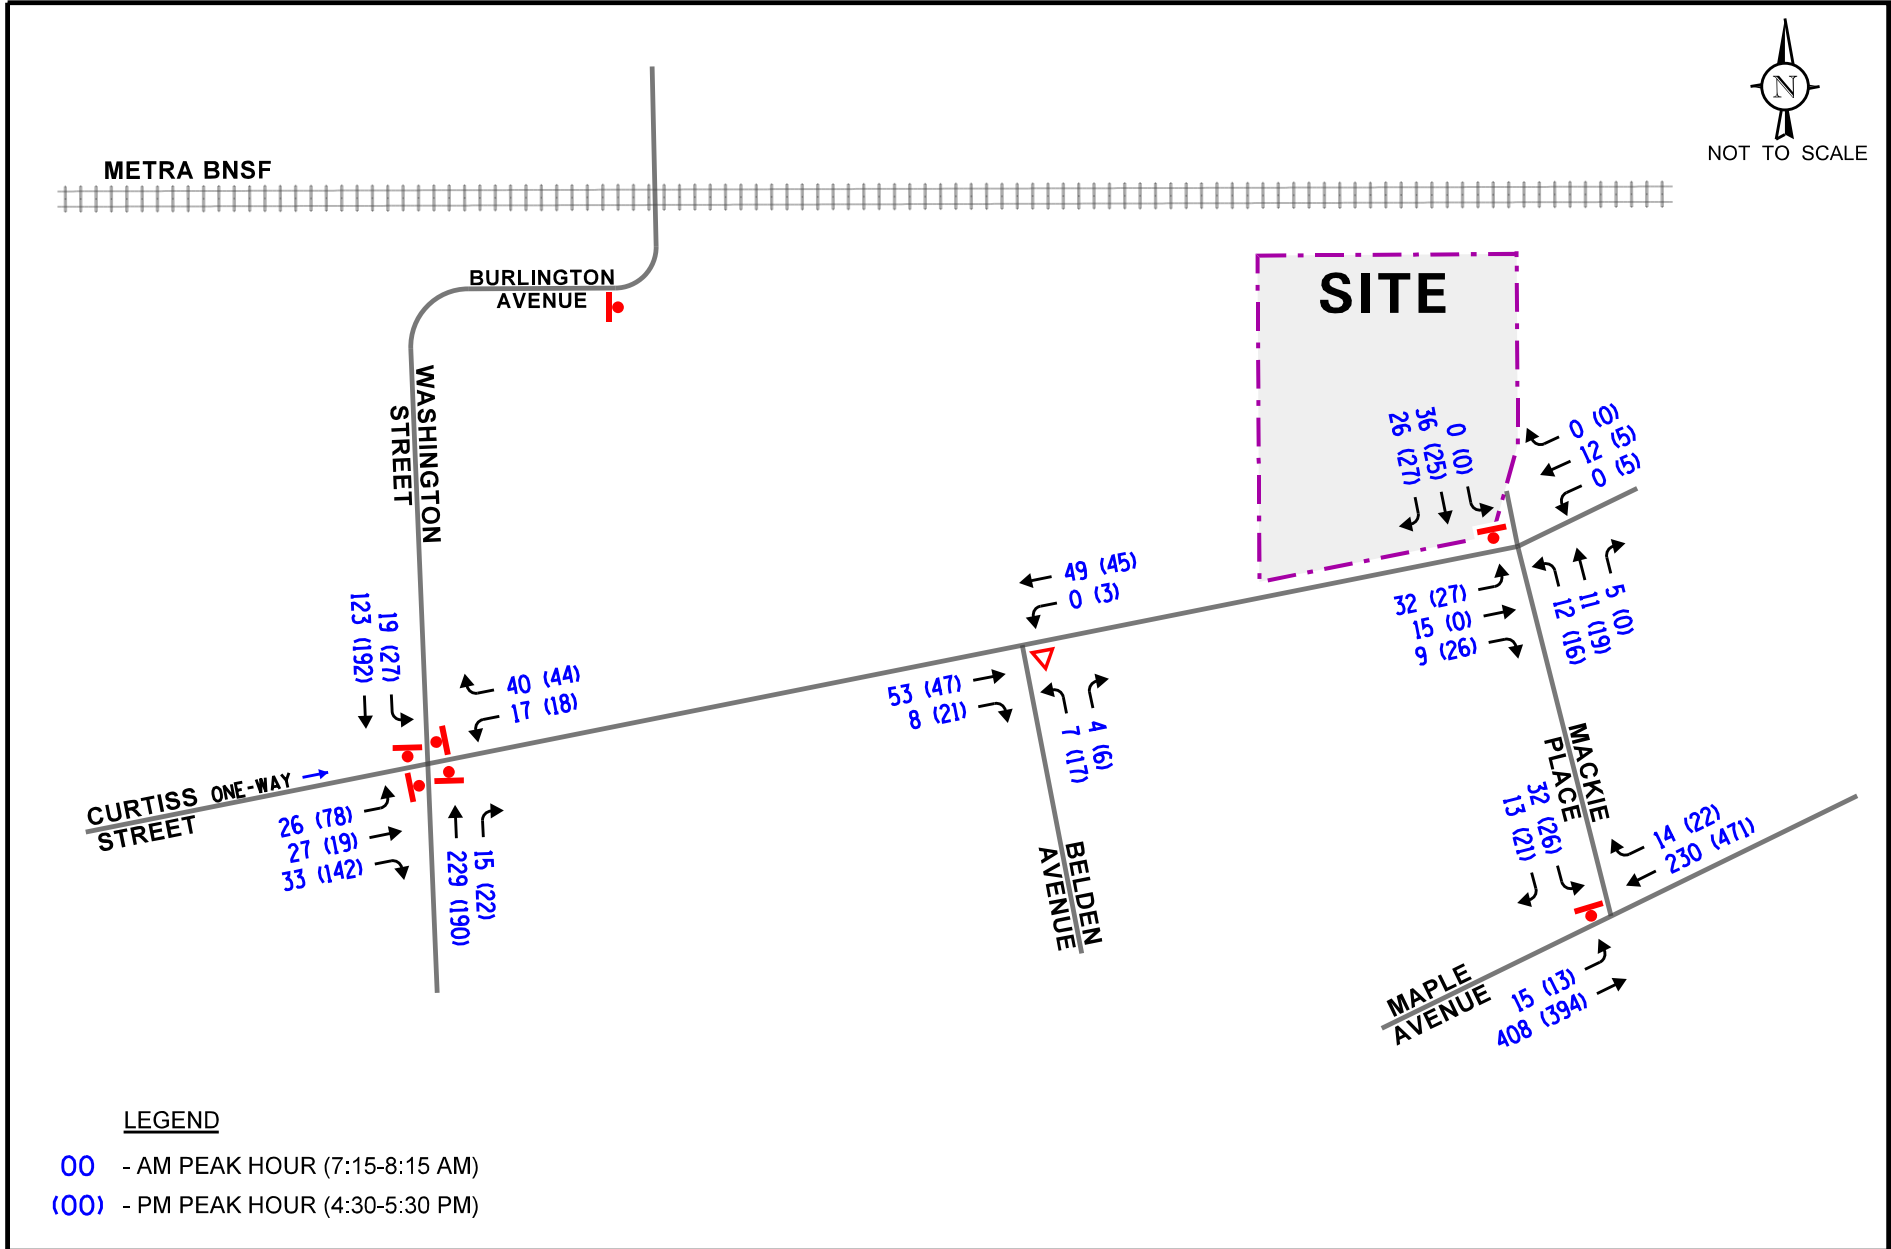 N
NOT TO SCALE
METRA BNSF
BURLINGTON
AVENUE
SITE
WASHINGTON
STREET
0 (0)
36 (25)
26 (27)
0 (0)
12 (5)
0 (5)
49 (45)
0 (3)
32 (27)
15 (0)
9 (26)
5 (0)
11 (19)
12 (16)
19 (27)
123 (192)
40 (44)
17 (18)
53 (47)
8 (21)
4 (6)
7 (17)
CURTISS ONE-WAY
STREET
26 (78)
27 (19)
33 (142)
15 (22)
229 (190)
BELDEN
AVENUE
MACKIE
PLACE
32 (26)
13 (21)
14 (22)
230 (471)
MAPLE
AVENUE
15 (13)
408 (394)
LEGEND
00 - AM PEAK HOUR (7:15-8:15 AM)
(00) - PM PEAK HOUR (4:30-5:30 PM)